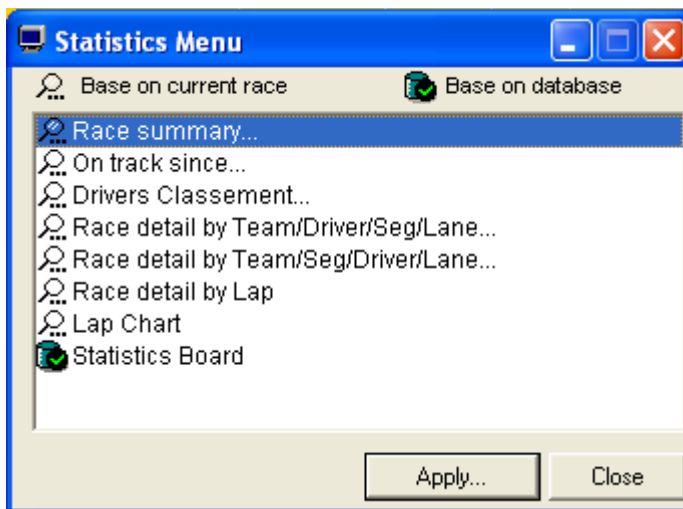 Statistics Menu
Base on current race Base on database
Race summary...
On track since...
Drivers Classement...
Race detail by Team/Driver/Seg/Lane...
Race detail by Team/Seg/Driver/Lane...
Race detail by Lap
Lap Chart
Statistics Board
Apply... Close